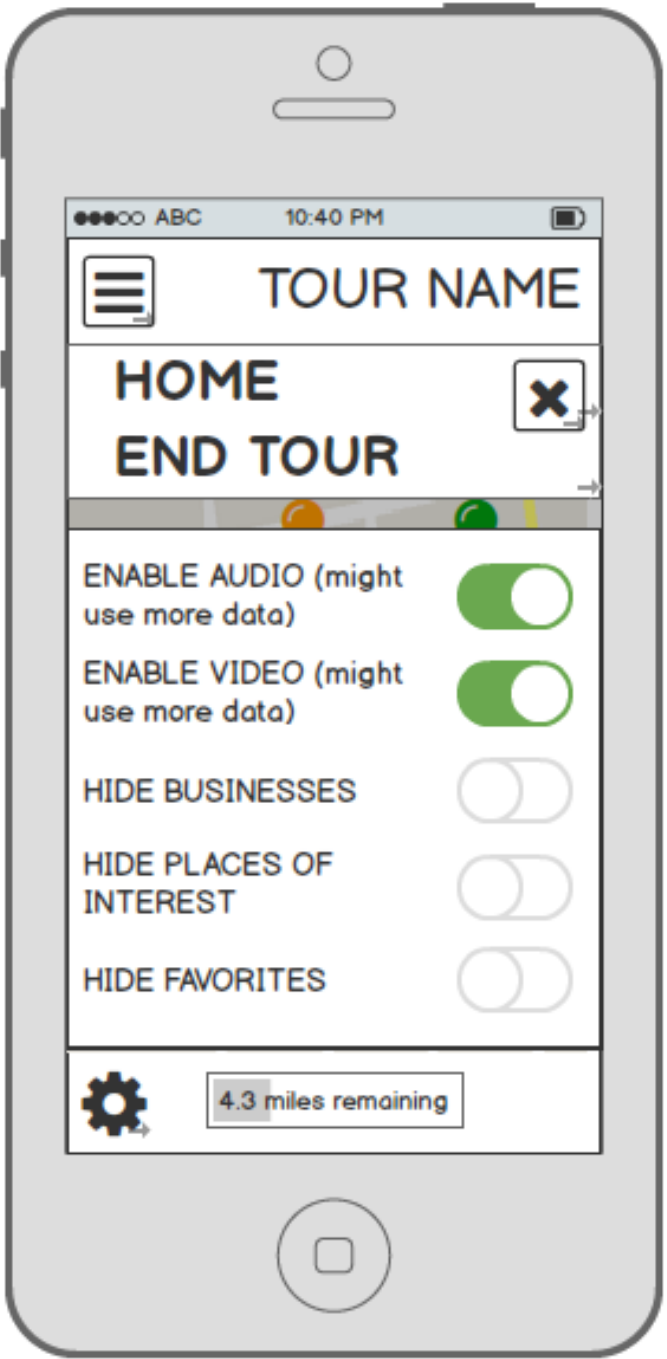 ABC 10:40 PM
TOUR NAME
HOME
END TOUR
ENABLE AUDIO (might
use more data)
ENABLE VIDEO (might
use more data)
HIDE BUSINESSES
HIDE PLACES OF
INTEREST
HIDE FAVORITES
4.3 miles remaining